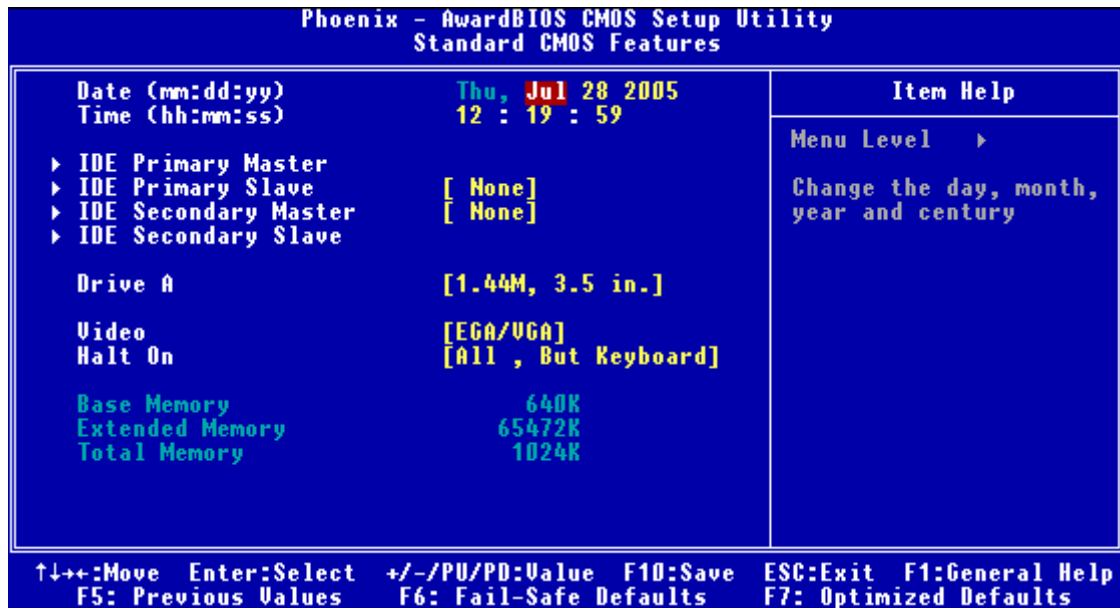 Phoenix - AwardBIOS CMOS Setup Utility
Standard CMOS Features
Date (mm:dd:yy) Thu, Jul 28 2005
Time (hh:mm:ss) 12 : 19 : 59
▸ IDE Primary Master
▸ IDE Primary Slave [ None]
▸ IDE Secondary Master [ None]
▸ IDE Secondary Slave
Drive A [1.44M, 3.5 in.]
Video [EGA/VGA]
Halt On [All , But Keyboard]
Base Memory 640K
Extended Memory 65472K
Total Memory 1024K
Item Help
Menu Level ▸
Change the day, month,
year and century
↑↓→←:Move Enter:Select +/-/PU/PD:Value F10:Save ESC:Exit F1:General Help
F5: Previous Values F6: Fail-Safe Defaults F7: Optimized Defaults